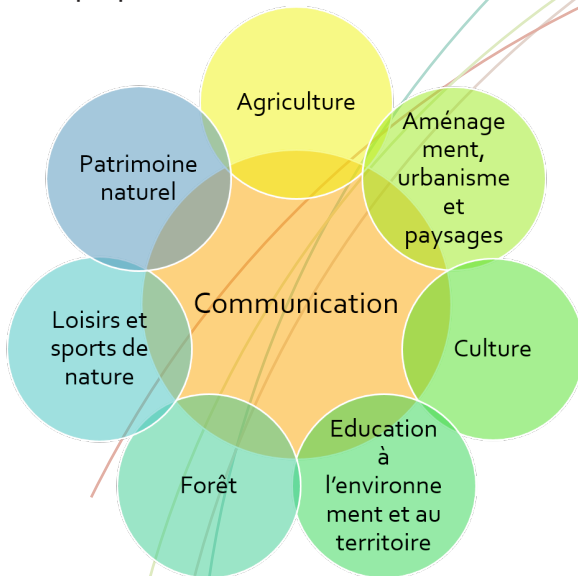 Agriculture
Aménage
ment,
urbanisme
et
paysages
Culture
Education
à
l'environne
ment et au
territoire
Forêt
Loisirs et
sports de
nature
Patrimoine
naturel
Communication